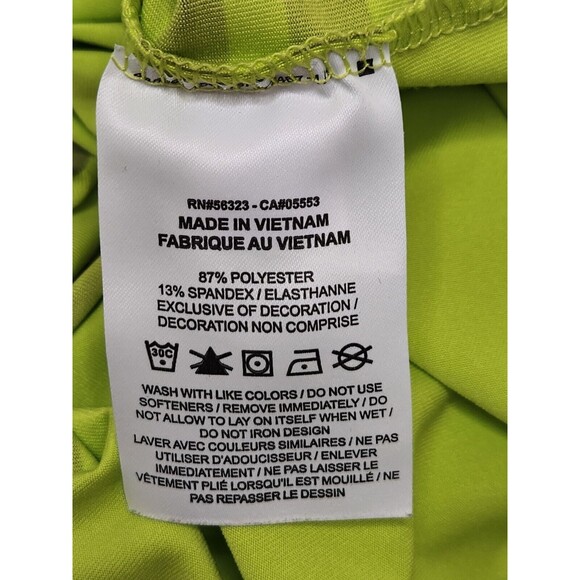 RN#56323 - CA#05553
MADE IN VIETNAM
FABRIQUE AU VIETNAM
87% POLYESTER
13% SPANDEX / ELASTHANNE
EXCLUSIVE OF DECORATION /
DECORATION NON COMPRISE
30C
WASH WITH LIKE COLORS / DO NOT USE
SOFTENERS / REMOVE IMMEDIATELY / DO
NOT ALLOW TO LAY ON ITSELF WHEN WET /
DO NOT IRON DESIGN
LAVER AVEC COULEURS SIMILAIRES / NE PAS
UTILISER D'ADOUCISSEUR / ENLEVER
IMMÉDIATEMENT / NE PAS LAISSER LE
VÊTEMENT PLIÉ LORSQU'IL EST MOUILLÉ / NE
PAS REPASSER LE DESSIN